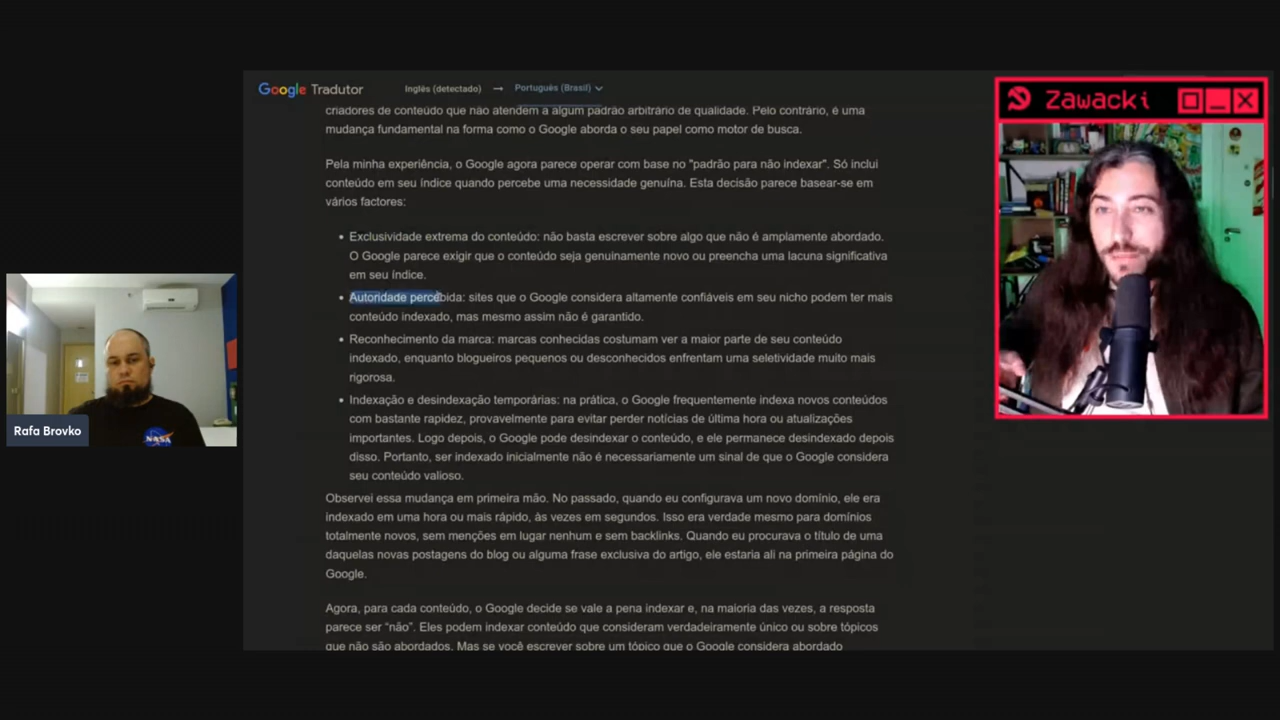 Google Tradutor
Inglês (detectado) → Português (Brasil)
criadores de conteúdo que não atendem a algum padrão arbitrário de qualidade. Pelo contrário, é uma
mudança fundamental na forma como o Google aborda o seu papel como motor de busca.
Pela minha experiência, o Google agora parece operar com base no "padrão para não indexar". Só inclui
conteúdo em seu índice quando percebe uma necessidade genuína. Esta decisão parece basear-se em
vários factores:
• Exclusividade extrema do conteúdo: não basta escrever sobre algo que não é amplamente abordado.
O Google parece exigir que o conteúdo seja genuinamente novo ou preencha uma lacuna significativa
em seu índice.
• Autoridade percebida: sites que o Google considera altamente confiáveis em seu nicho podem ter mais
conteúdo indexado, mas mesmo assim não é garantido.
• Reconhecimento da marca: marcas conhecidas costumam ver a maior parte de seu conteúdo
indexado, enquanto blogueiros pequenos ou desconhecidos enfrentam uma seletividade muito mais
rigorosa.
• Indexação e desindexação temporárias: na prática, o Google frequentemente indexa novos conteúdos
com bastante rapidez, provavelmente para evitar perder notícias de última hora ou atualizações
importantes. Logo depois, o Google pode desindexar o conteúdo, e ele permanece desindexado depois
disso. Portanto, ser indexado inicialmente não é necessariamente um sinal de que o Google considera
seu conteúdo valioso.
Observei essa mudança em primeira mão. No passado, quando eu configurava um novo domínio, ele era
indexado em uma hora ou mais rápido, às vezes em segundos. Isso era verdade mesmo para domínios
totalmente novos, sem menções em lugar nenhum e sem backlinks. Quando eu procurava o título de uma
daquelas novas postagens do blog ou alguma frase exclusiva do artigo, ele estaria ali na primeira página do
Google.
Agora, para cada conteúdo, o Google decide se vale a pena indexar e, na maioria das vezes, a resposta
parece ser “não”. Eles podem indexar conteúdo que consideram verdadeiramente único ou sobre tópicos
que não são abordados. Mas se você escrever sobre um tópico que o Google considera abordado
Zawacki
Rafa Brovko
NASA